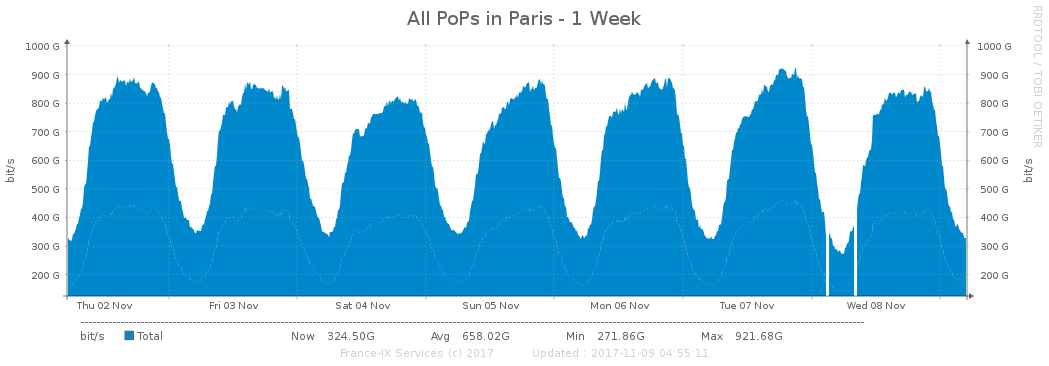 All PoPs in Paris - 1 Week
RRDTOOL / TOBI OETIKER
1000 G 1000 G
900 G 900 G
800 G 800 G
700 G 700 G
600 G 600 G
500 G 500 G
400 G 400 G
300 G 300 G
200 G 200 G
bit/s bit/s
Thu 02 Nov Fri 03 Nov Sat 04 Nov Sun 05 Nov Mon 06 Nov Tue 07 Nov Wed 08 Nov
bit/s Total Now 324.50G Avg 658.02G Min 271.86G Max 921.68G
France-IX Services (c) 2017 Updated : 2017-11-09 04:55:11